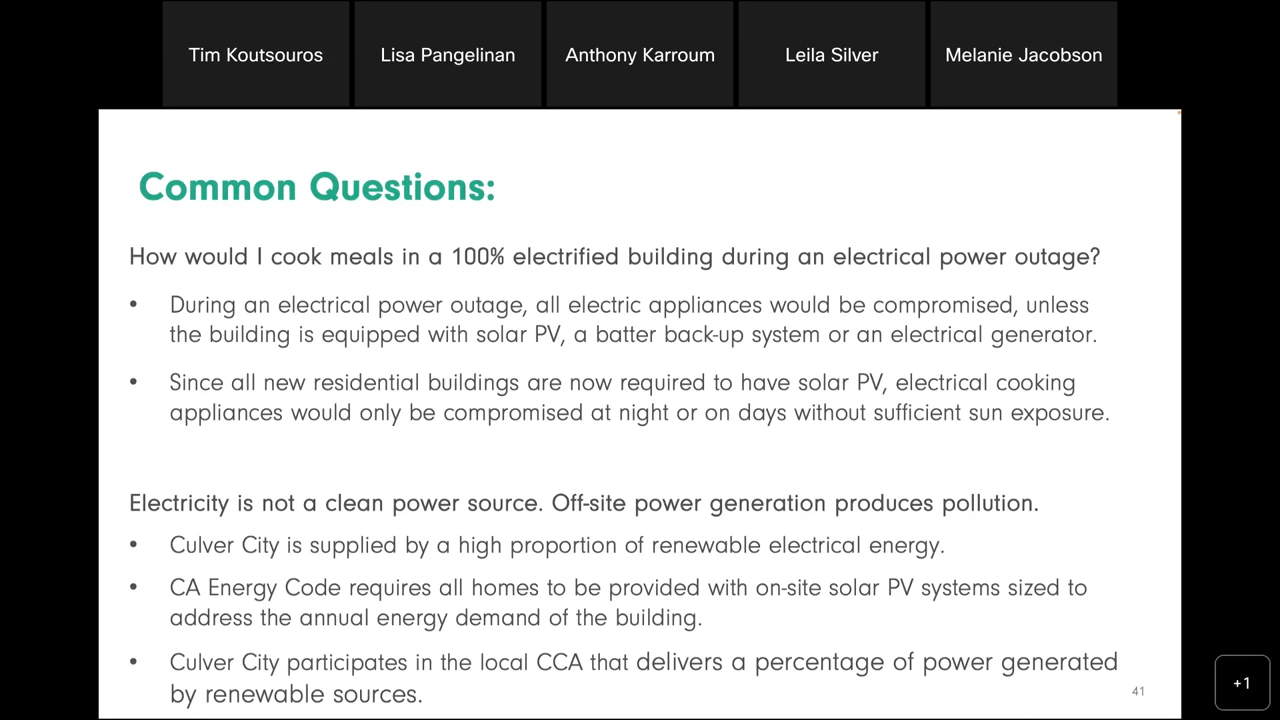 Tim Koutsouros
Lisa Pangelinan
Anthony Karroum
Leila Silver
Melanie Jacobson
Common Questions:
How would I cook meals in a 100% electrified building during an electrical power outage?
• During an electrical power outage, all electric appliances would be compromised, unless
the building is equipped with solar PV, a batter back-up system or an electrical generator.
• Since all new residential buildings are now required to have solar PV, electrical cooking
appliances would only be compromised at night or on days without sufficient sun exposure.
Electricity is not a clean power source. Off-site power generation produces pollution.
• Culver City is supplied by a high proportion of renewable electrical energy.
• CA Energy Code requires all homes to be provided with on-site solar PV systems sized to
address the annual energy demand of the building.
• Culver City participates in the local CCA that delivers a percentage of power generated
by renewable sources.
41
+1